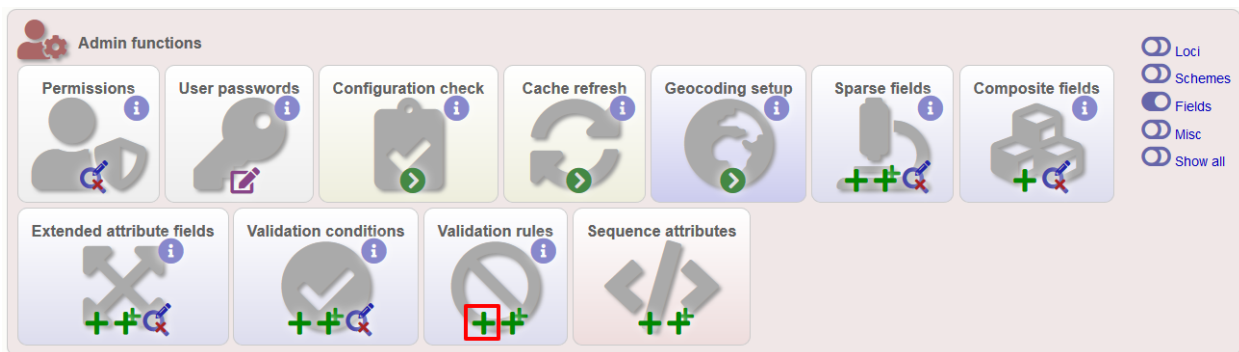 Admin functions
Permissions
User passwords
Configuration check
Cache refresh
Geocoding setup
Sparse fields
Composite fields
Extended attribute fields
Validation conditions
Validation rules
Sequence attributes
Loci
Schemes
Fields
Misc
Show all